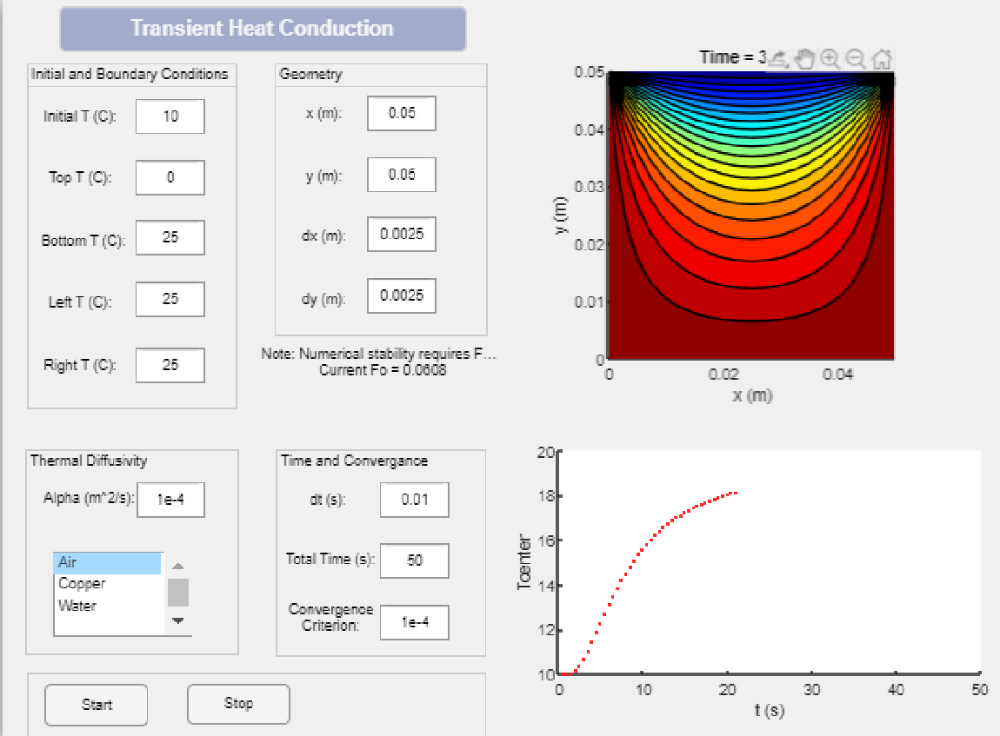 Transient Heat Conduction
Initial and Boundary Conditions
Initial T (C): 10
Top T (C): 0
Bottom T (C): 25
Left T (C): 25
Right T (C): 25
Geometry
x (m): 0.05
y (m): 0.05
dx (m): 0.0025
dy (m): 0.0025
Note: Numerical stability requires F...
Current Fo = 0.0608
Time = 3
0.05
0.04
0.03
0.02
0.01
0
y (m)
0 0.02 0.04
x (m)
Thermal Diffusivity
Alpha (m^2/s): 1e-4
Air
Copper
Water
Time and Convergance
dt (s): 0.01
Total Time (s): 50
Convergence
Criterion: 1e-4
20
18
16
14
12
10
Tcenter
0 10 20 30 40 50
t (s)
Start Stop